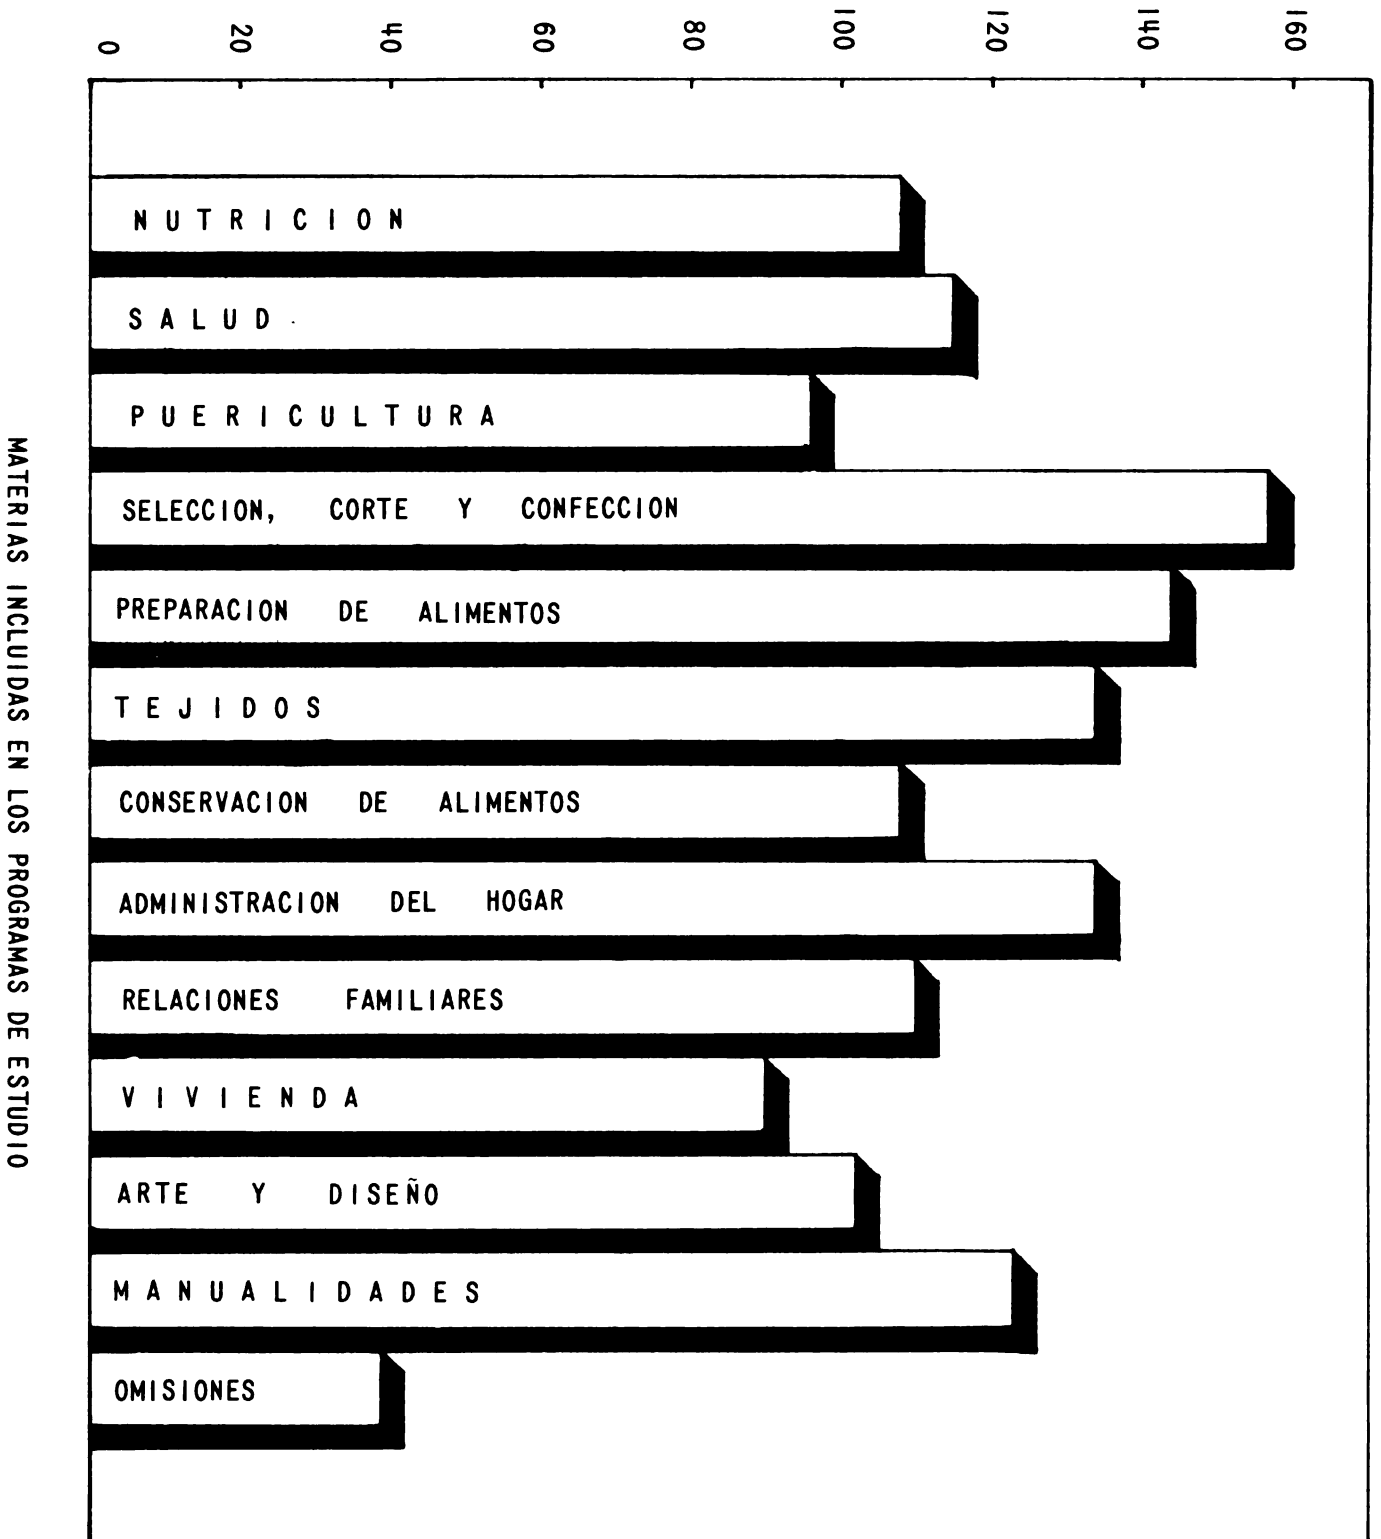 0 20 40 60 80 100 120 140 160
NUTRICION
SALUD
PUERICULTURA
SELECCION, CORTE Y CONFECCION
PREPARACION DE ALIMENTOS
TEJIDOS
CONSERVACION DE ALIMENTOS
ADMINISTRACION DEL HOGAR
RELACIONES FAMILIARES
VIVIENDA
ARTE Y DISEÑO
MANUALIDADES
OMISIONES
MATERIAS INCLUIDAS EN LOS PROGRAMAS DE ESTUDIO